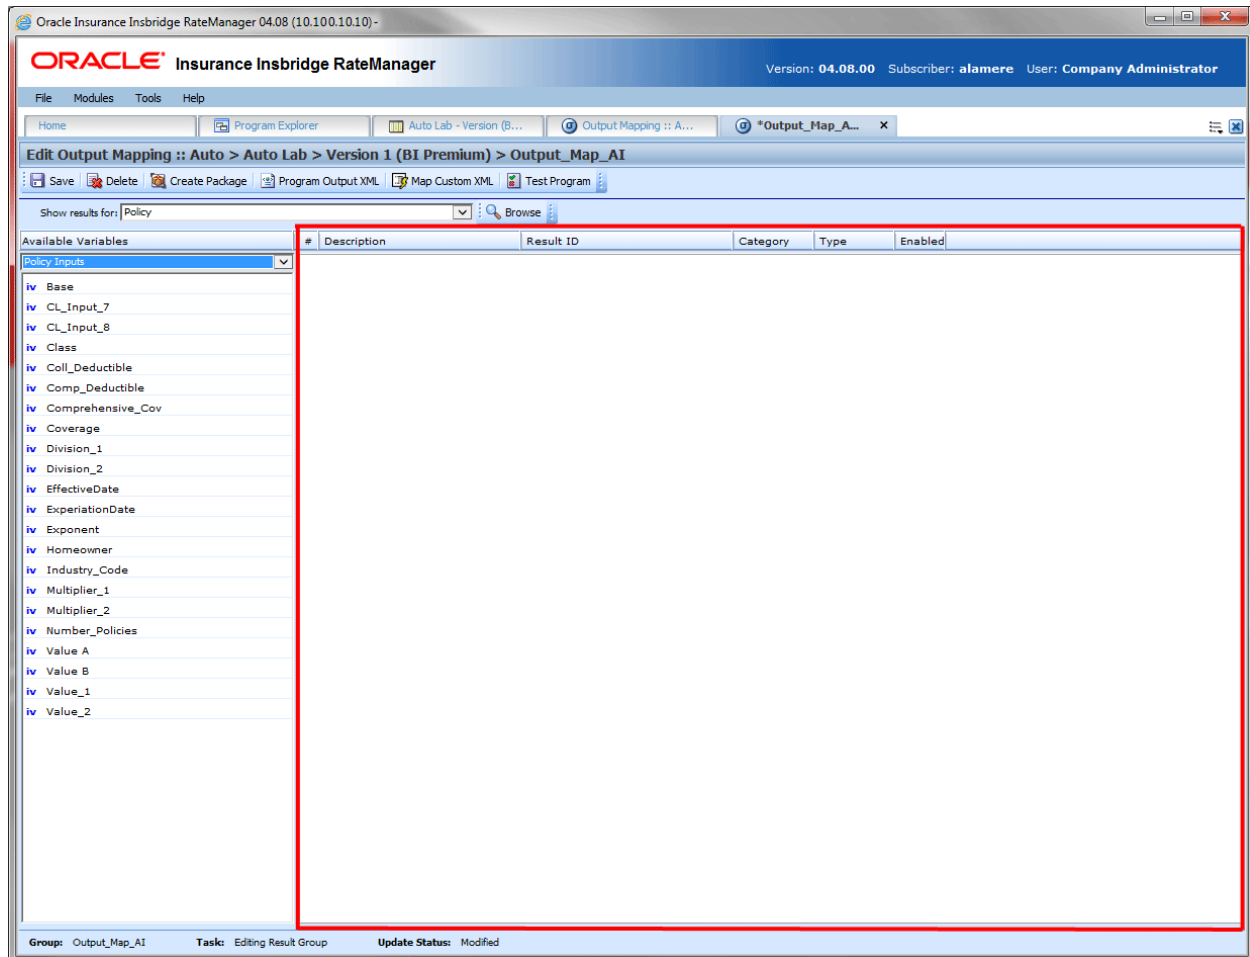 Oracle Insurance Insbridge RateManager 04.08 (10.100.10.10) -
ORACLE Insurance Insbridge RateManager
Version: 04.08.00 Subscriber: alamere User: Company Administrator
File Modules Tools Help
Home Program Explorer Auto Lab - Version (B... Output Mapping :: A... *Output_Map_A... x
Edit Output Mapping :: Auto > Auto Lab > Version 1 (BI Premium) > Output_Map_AI
Save Delete Create Package Program Output XML Map Custom XML Test Program
Show results for: Policy Browse
Available Variables # Description Result ID Category Type Enabled
Policy Inputs
iv Base
iv CL_Input_7
iv CL_Input_8
iv Class
iv Coll_Deductible
iv Comp_Deductible
iv Comprehensive_Cov
iv Coverage
iv Division_1
iv Division_2
iv EffectiveDate
iv ExperiationDate
iv Exponent
iv Homeowner
iv Industry_Code
iv Multiplier_1
iv Multiplier_2
iv Number_Policies
iv Value A
iv Value B
iv Value_1
iv Value_2
Group: Output_Map_AI Task: Editing Result Group Update Status: Modified